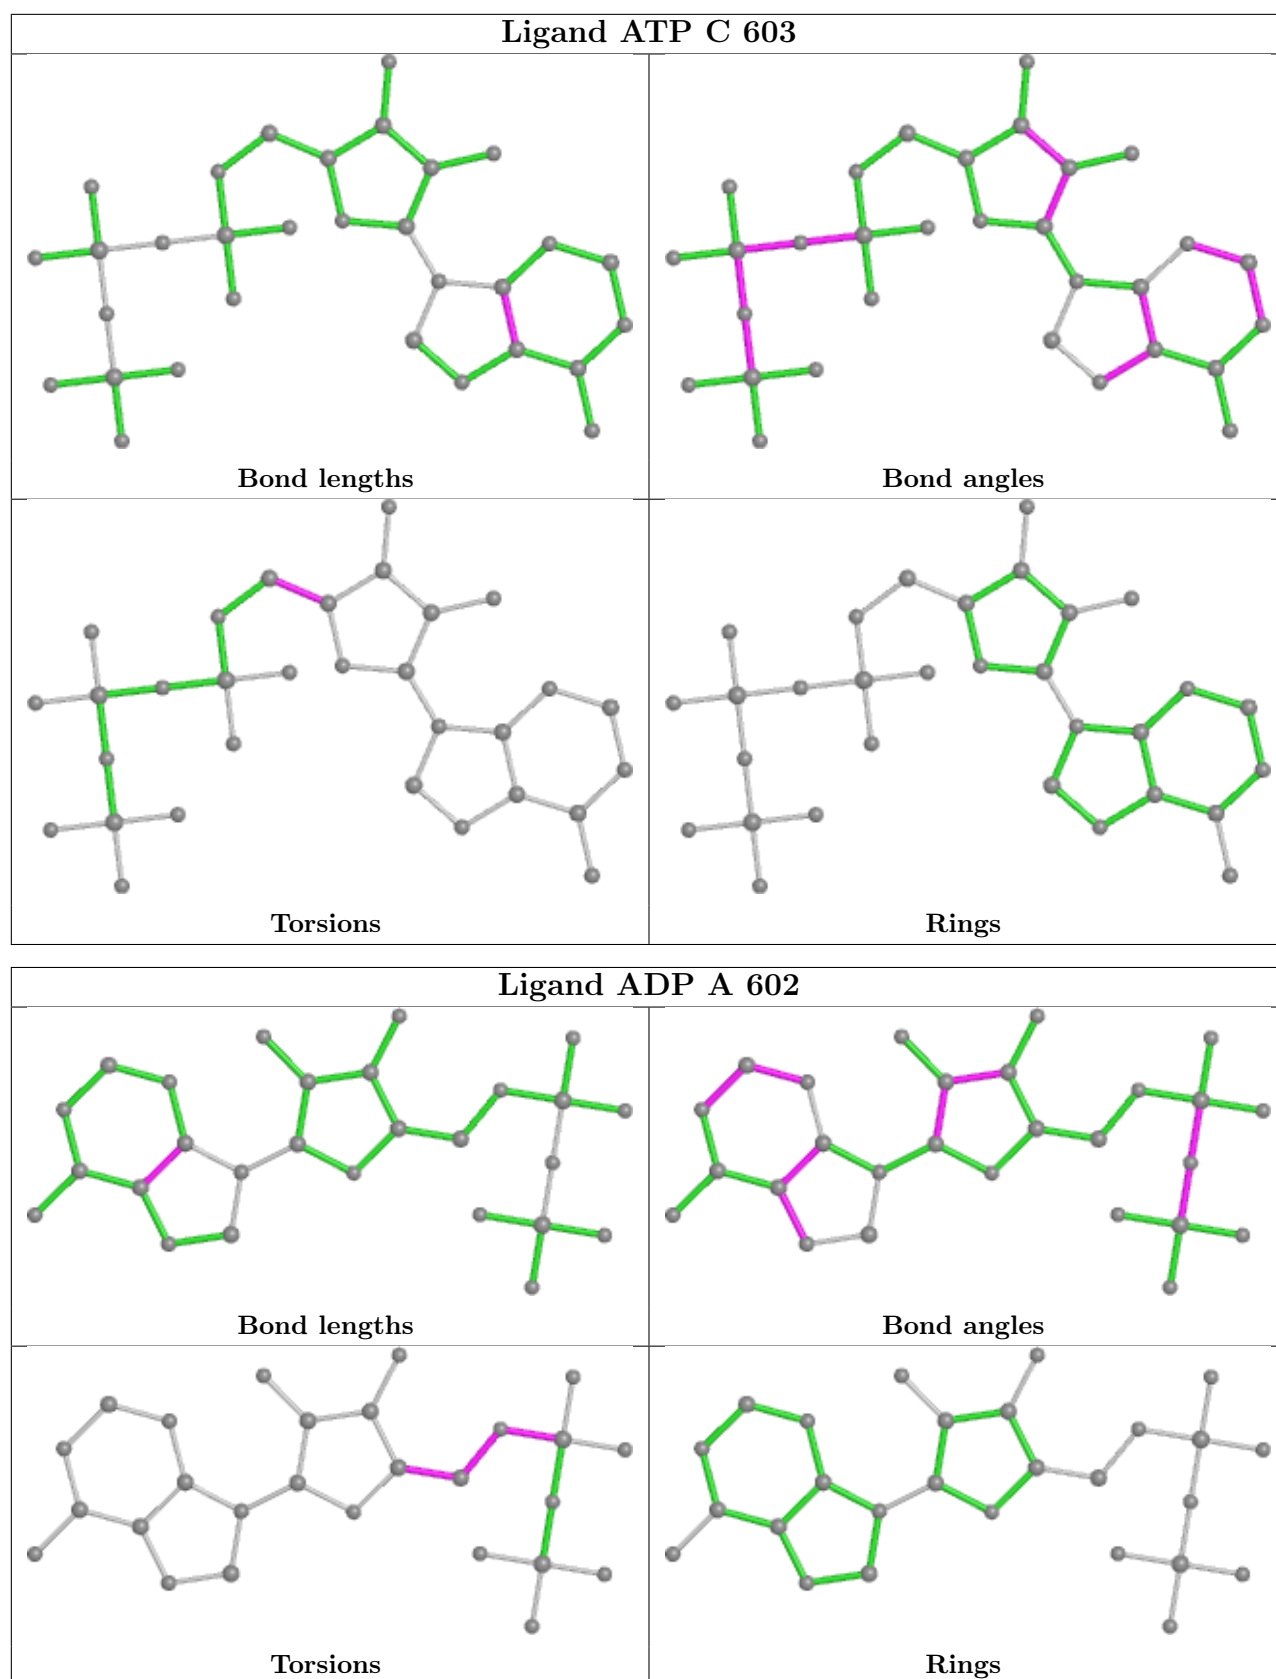 Ligand ATP C 603
Bond lengths
Bond angles
Torsions
Rings
Ligand ADP A 602
Bond lengths
Bond angles
Torsions
Rings